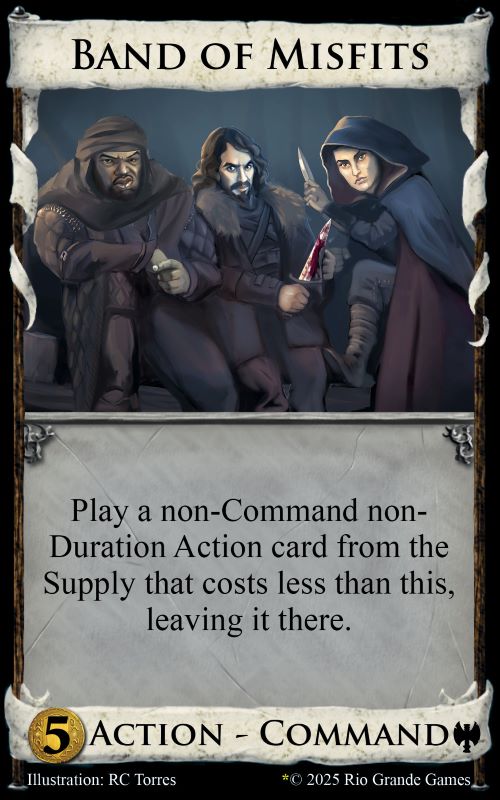 Band of Misfits
Play a non-Command non-
Duration Action card from the
Supply that costs less than this,
leaving it there.
5 Action - Command
Illustration: RC Torres *© 2025 Rio Grande Games